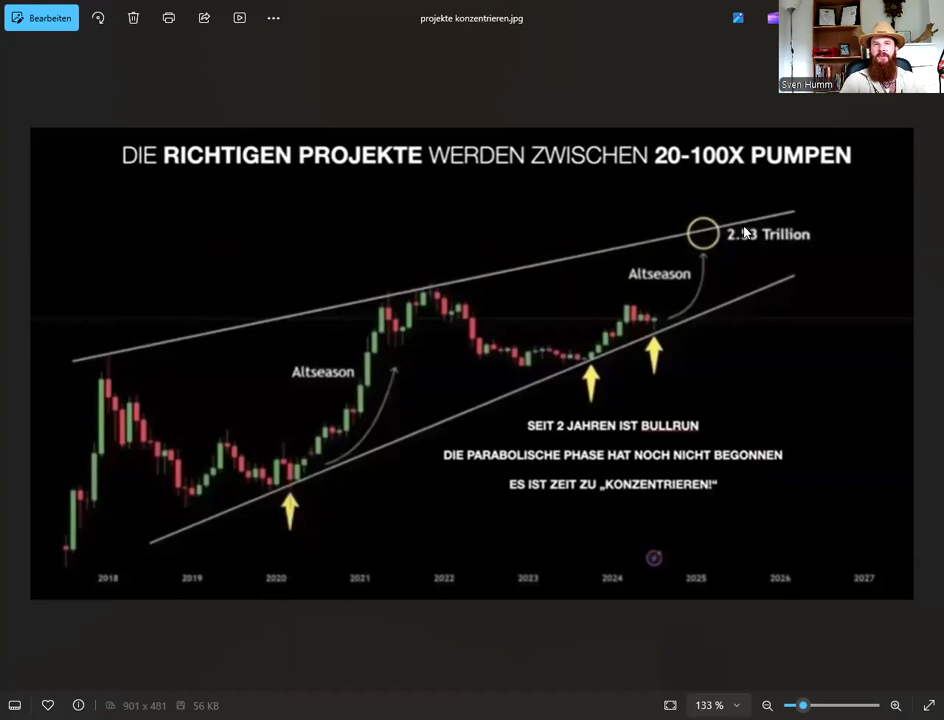 Bearbeiten
projekte konzentrieren.jpg
Sven Humm
DIE RICHTIGEN PROJEKTE WERDEN ZWISCHEN 20-100X PUMPEN
Trillion
Altseason
Altseason
SEIT 2 JAHREN IST BULLRUN
DIE PARABOLISCHE PHASE HAT NOCH NICHT BEGONNEN
ES IST ZEIT ZU „KONZENTRIEREN!“
2018 2019 2020 2021 2022 2023 2024 2025 2026 2027
901 x 481 56 KB 133 %